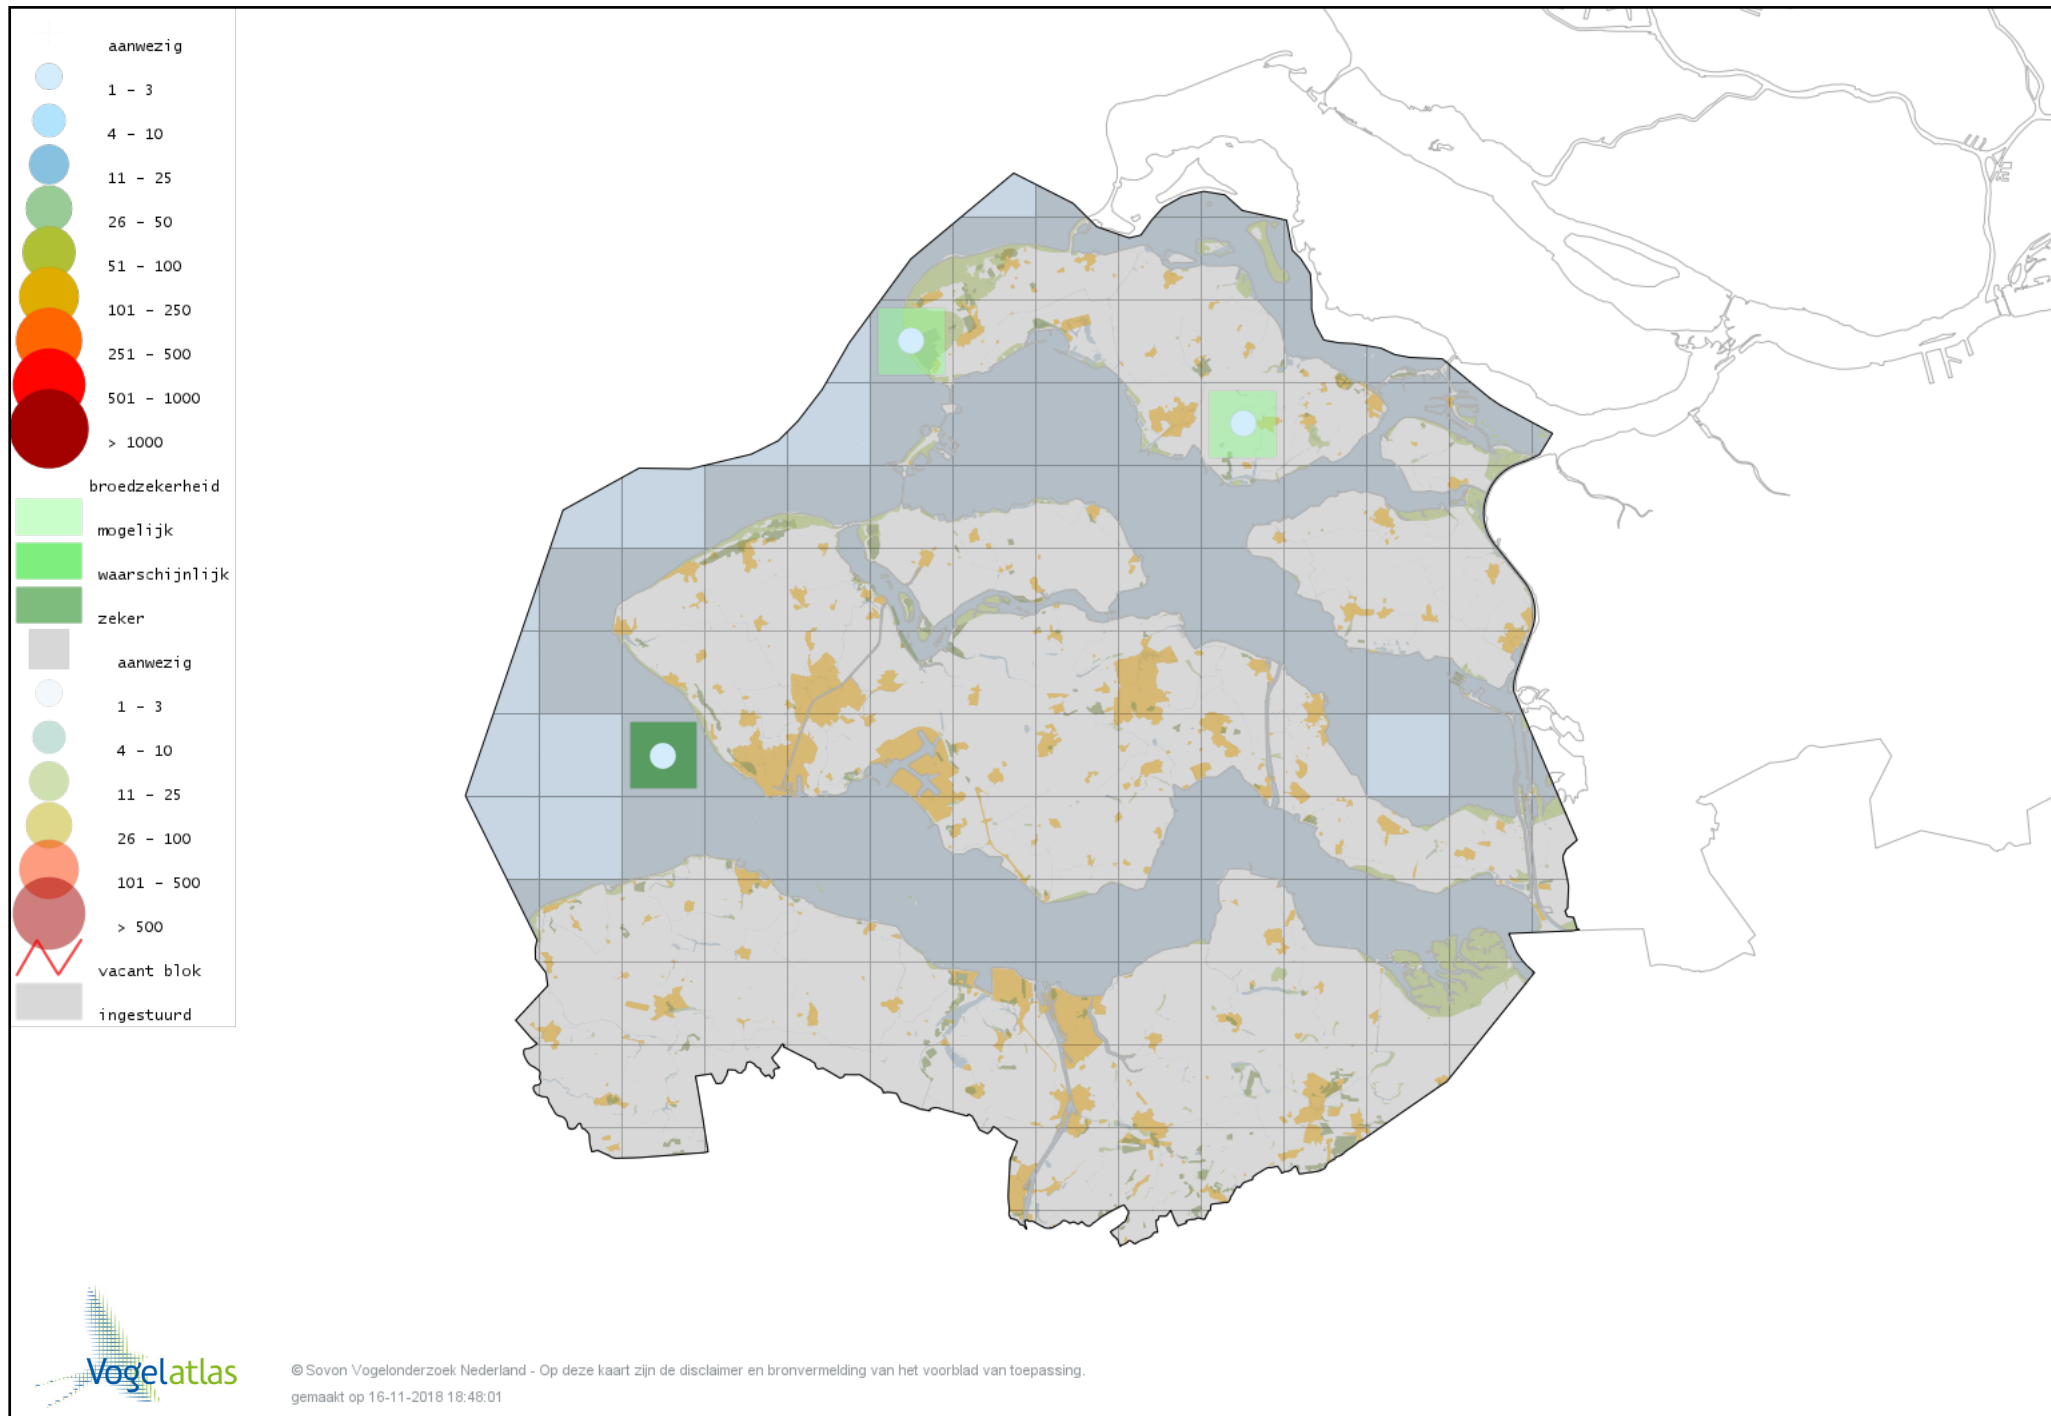 aanwezig
1 - 3
4 - 10
11 - 25
26 - 50
51 - 100
101 - 250
251 - 500
501 - 1000
> 1000
broedzekerheid
mogelijk
waarschijnlijk
zeker
aanwezig
1 - 3
4 - 10
11 - 25
26 - 100
101 - 500
> 500
vacant blok
ingestuurd
Vogelatlas
© Sovon Vogelonderzoek Nederland - Op deze kaart zijn de disclaimer en bronvermelding van het voorblad van toepassing.
gemaakt op 16-11-2018 18:48:01